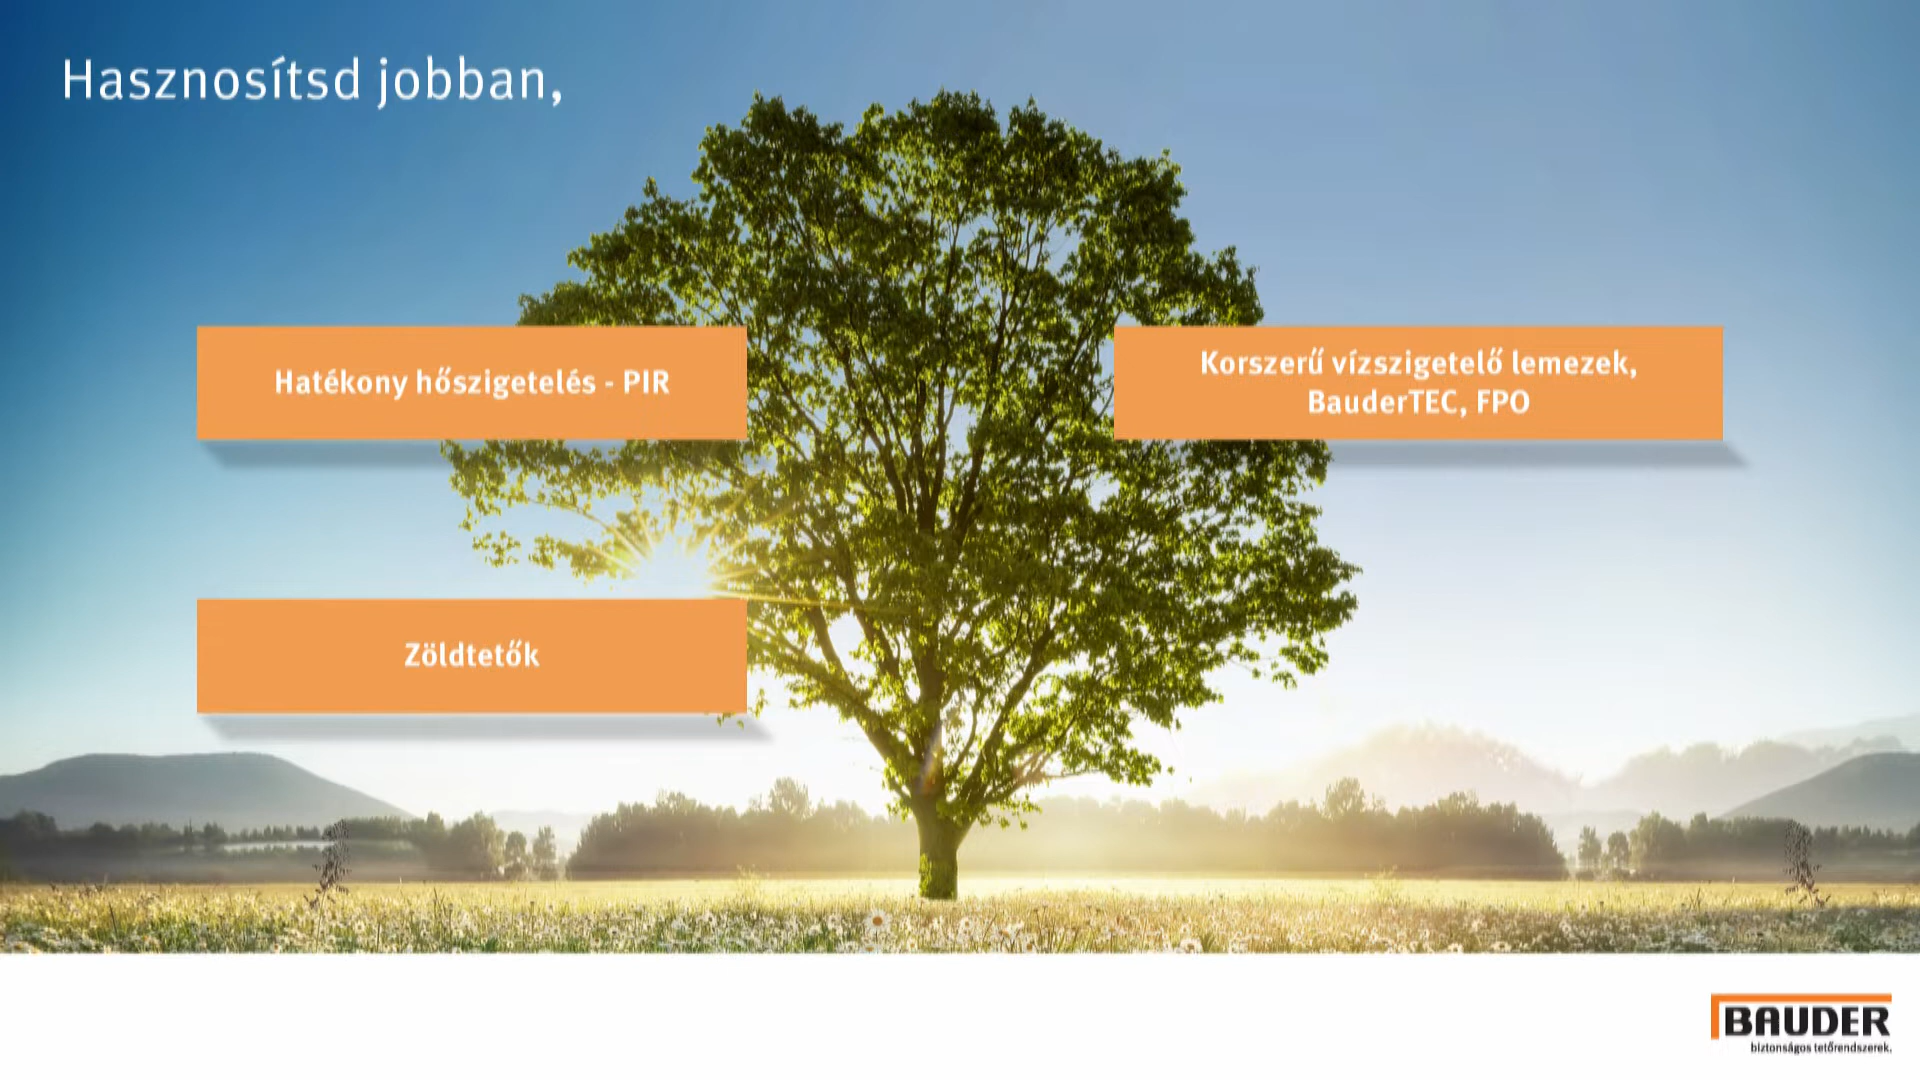 Hasznosítsd jobban,
Hatékony hőszigetelés - PIR
Korszerű vízszigetelő lemezek,
BauderTEC, FPO
Zöldtetők
BAUDER
biztonságos tetőrendszerek.